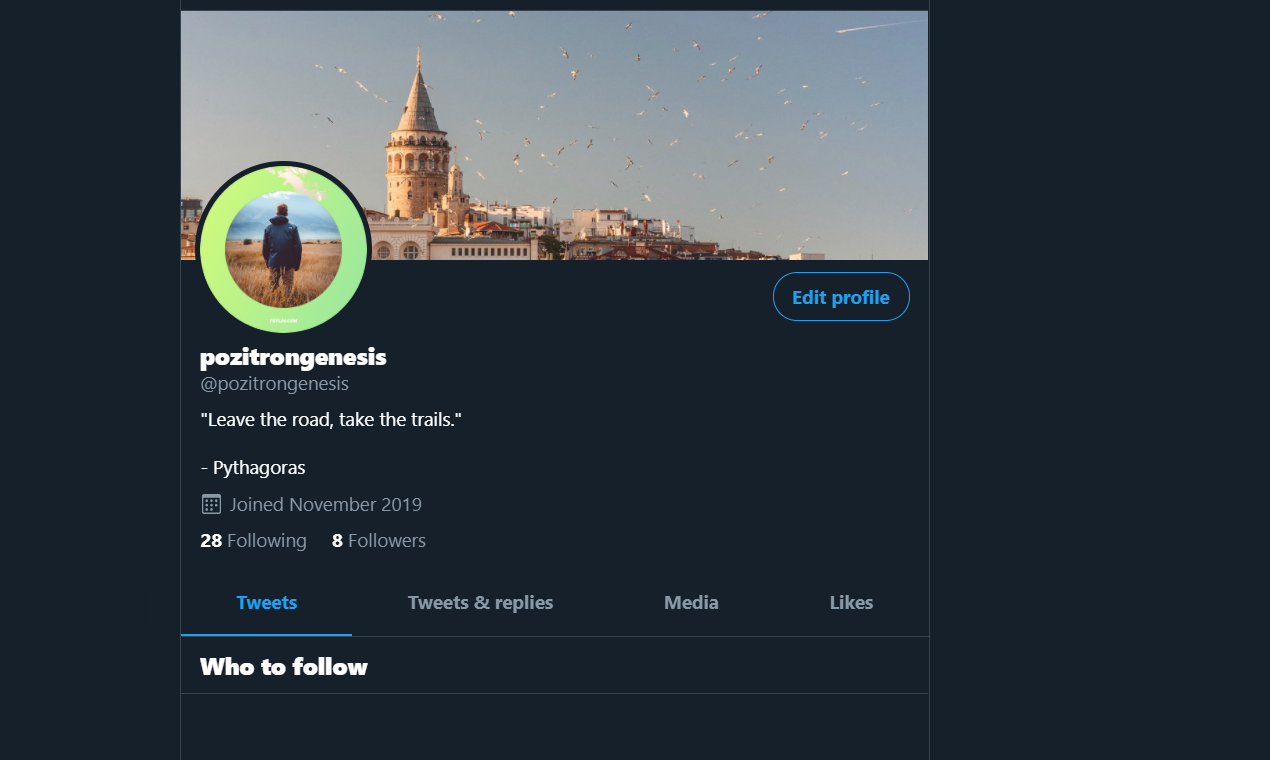 Edit profile
pozitrongenesis
@pozitrongenesis
"Leave the road, take the trails."
- Pythagoras
Joined November 2019
28 Following 8 Followers
Tweets Tweets & replies Media Likes
Who to follow